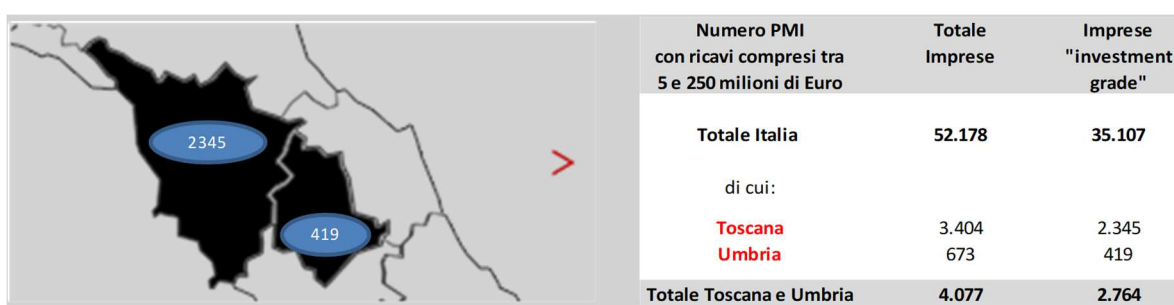 2345
419
>
Numero PMI
con ricavi compresi tra
5 e 250 milioni di Euro
Totale
Imprese
Imprese
"investment
grade"
Totale Italia 52.178 35.107
di cui:
Toscana 3.404 2.345
Umbria 673 419
Totale Toscana e Umbria 4.077 2.764